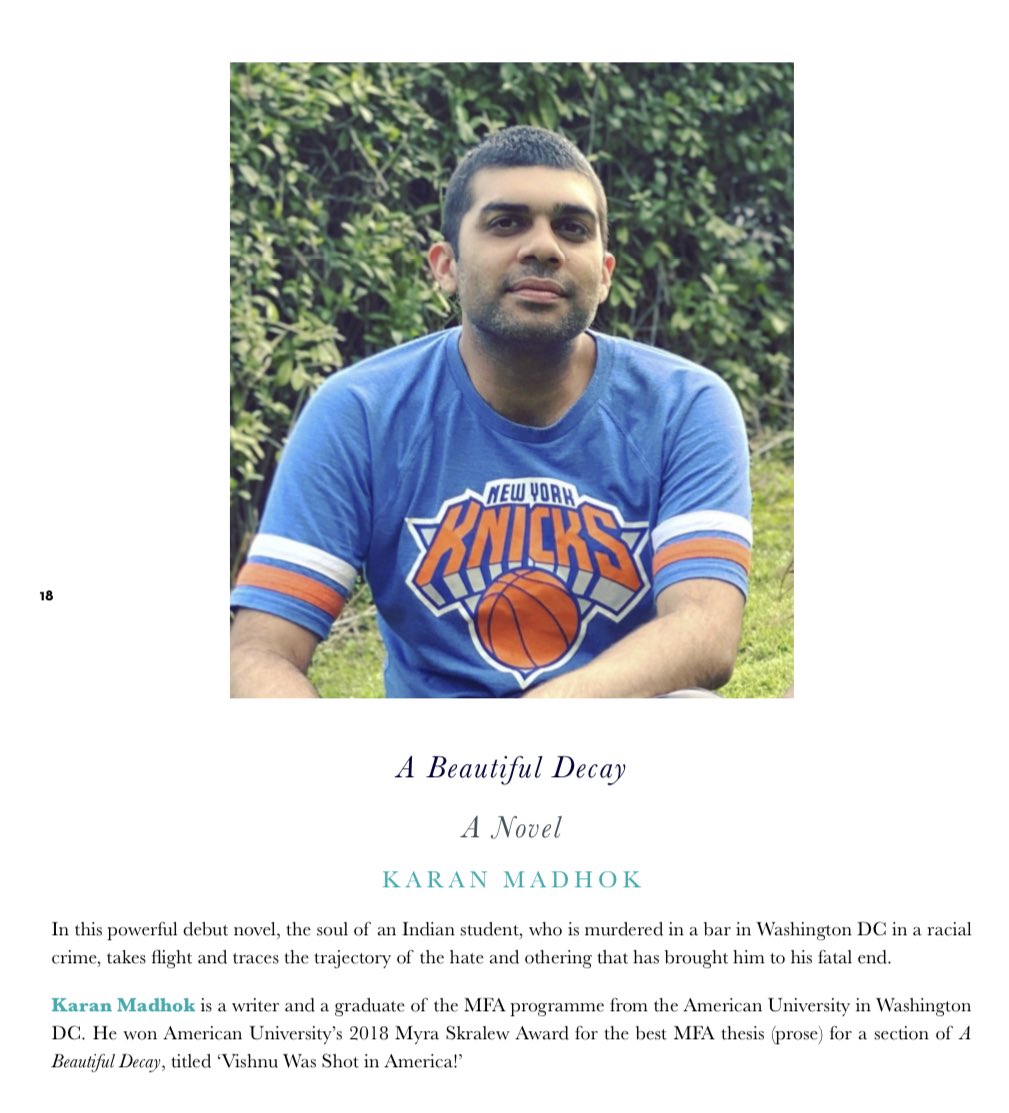 NEW YORK
KNICKS
18
A Beautiful Decay
A Novel
KARAN MADHOK
In this powerful debut novel, the soul of an Indian student, who is murdered in a bar in Washington DC in a racial
crime, takes flight and traces the trajectory of the hate and othering that has brought him to his fatal end.
Karan Madhok is a writer and a graduate of the MFA programme from the American University in Washington
DC. He won American University’s 2018 Myra Skralew Award for the best MFA thesis (prose) for a section of A
Beautiful Decay, titled ‘Vishnu Was Shot in America!’